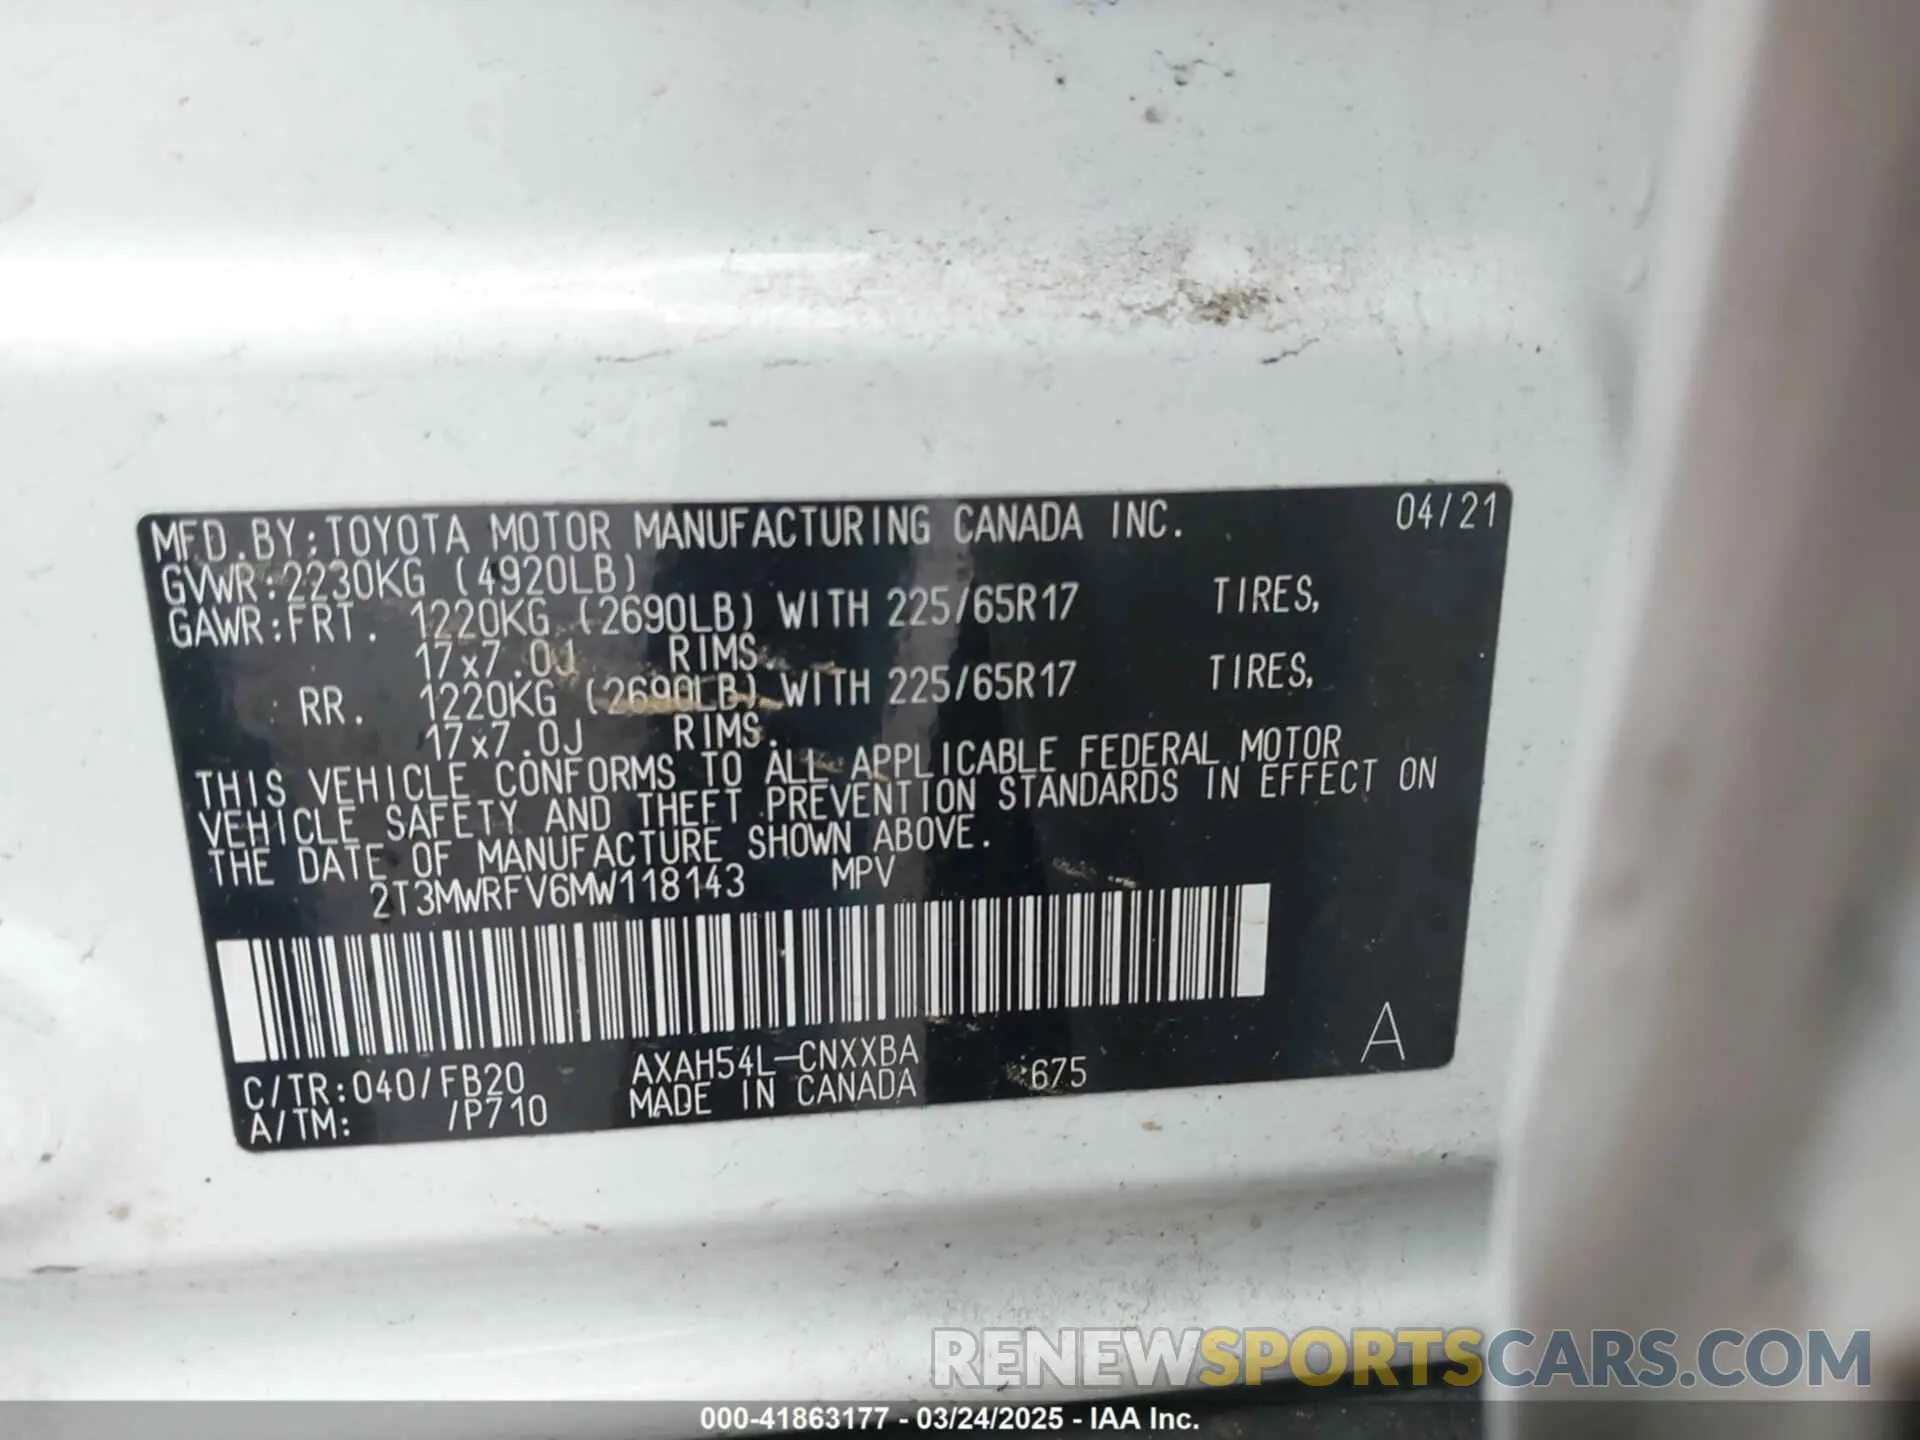 MFD.BY:TOYOTA MOTOR MANUFACTURING CANADA INC. 04/21
GVWR:2230KG (4920LB)
GAWR:FRT. 1220KG (2690LB) WITH 225/65R17 TIRES,
17x7.0J RIMS.
RR. 1220KG (2690LB) WITH 225/65R17 TIRES,
17x7.0J RIMS.
THIS VEHICLE CONFORMS TO ALL APPLICABLE FEDERAL MOTOR
VEHICLE SAFETY AND THEFT PREVENTION STANDARDS IN EFFECT ON
THE DATE OF MANUFACTURE SHOWN ABOVE.
2T3MWRFV6MW118143 MPV
C/TR:040/FB20 AXAH54L-CNXXBA 675 A
A/TM: /P710 MADE IN CANADA
RENEWSPORTSCARS.COM
000-41863177 - 03/24/2025 - IAA Inc.